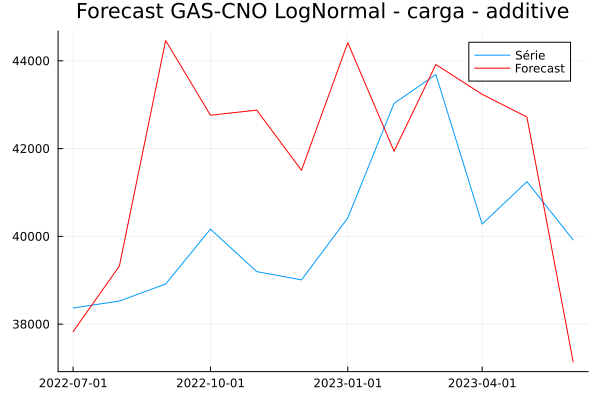 Forecast GAS-CNO LogNormal - carga - additive
Série
Forecast
44000
42000
40000
38000
2022-07-01
2022-10-01
2023-01-01
2023-04-01